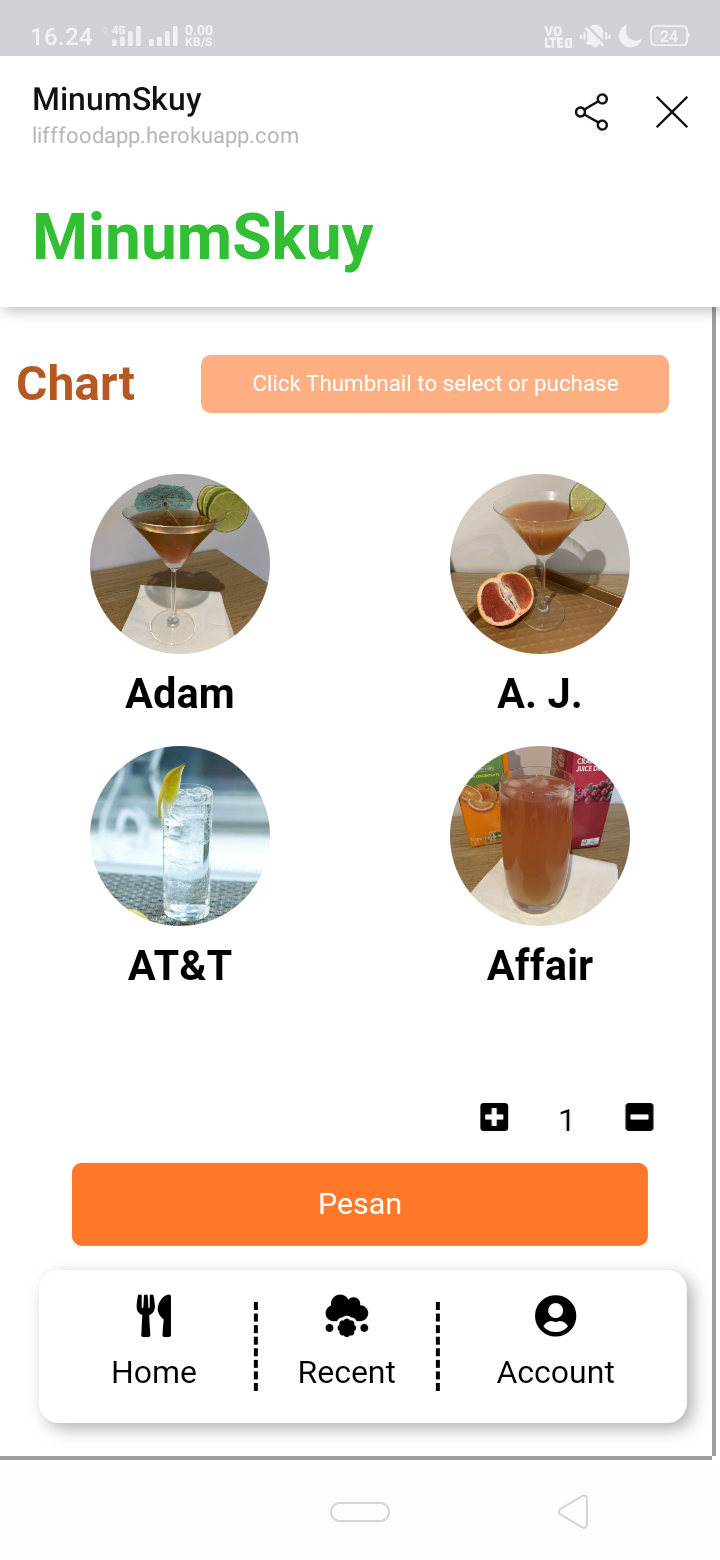 16.24 4G 0.00 KB/S VO LTE 24
MinumSkuy
lifffoodapp.herokuapp.com
MinumSkuy
Chart Click Thumbnail to select or puchase
Adam A. J.
AT&T Affair
1
Pesan
Home Recent Account